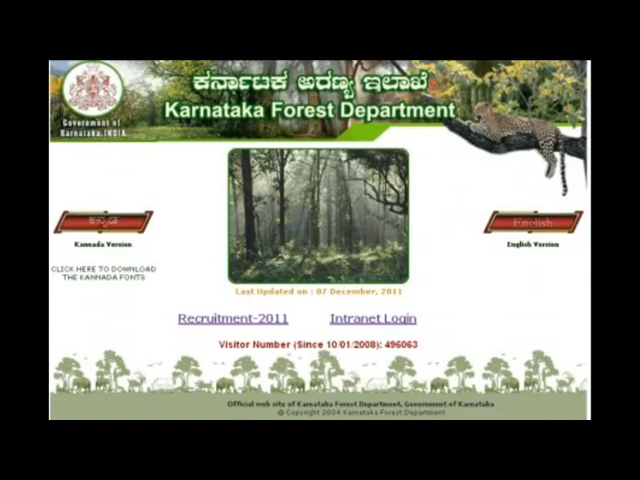 ಕರ್ನಾಟಕ ಅರಣ್ಯ ಇಲಾಖೆ
Karnataka Forest Department
Government of
Karnataka, INDIA
ಕನ್ನಡ
English
Kannada Version
English Version
CLICK HERE TO DOWNLOAD
THE KANNADA FONTS
Last Updated on : 07 December, 2011
Recruitment-2011
Intranet Login
Visitor Number (Since 10/01/2008): 496063
Official web site of Karnataka Forest Department, Government of Karnataka
© Copyright 2004 Karnataka Forest Department